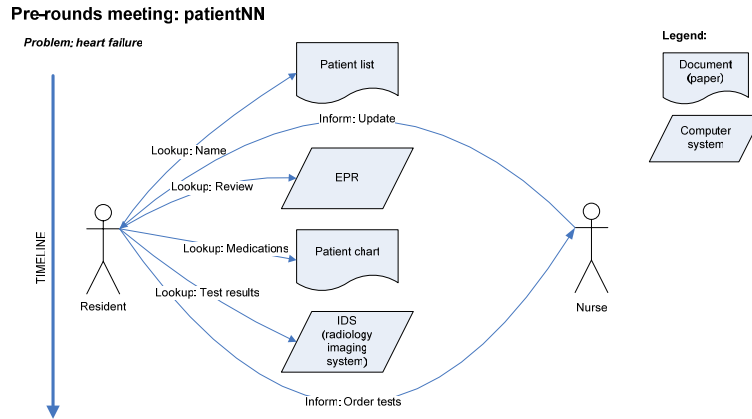 Pre-rounds meeting: patientNN
Problem: heart failure
Legend:
Patient list
Document
(paper)
Inform: Update
Computer
system
Lookup: Name
EPR
Lookup: Review
TIMELINE
Lookup: Medications
Patient chart
Lookup: Test results
Resident
Nurse
IDS
(radiology
imaging
system)
Inform: Order tests